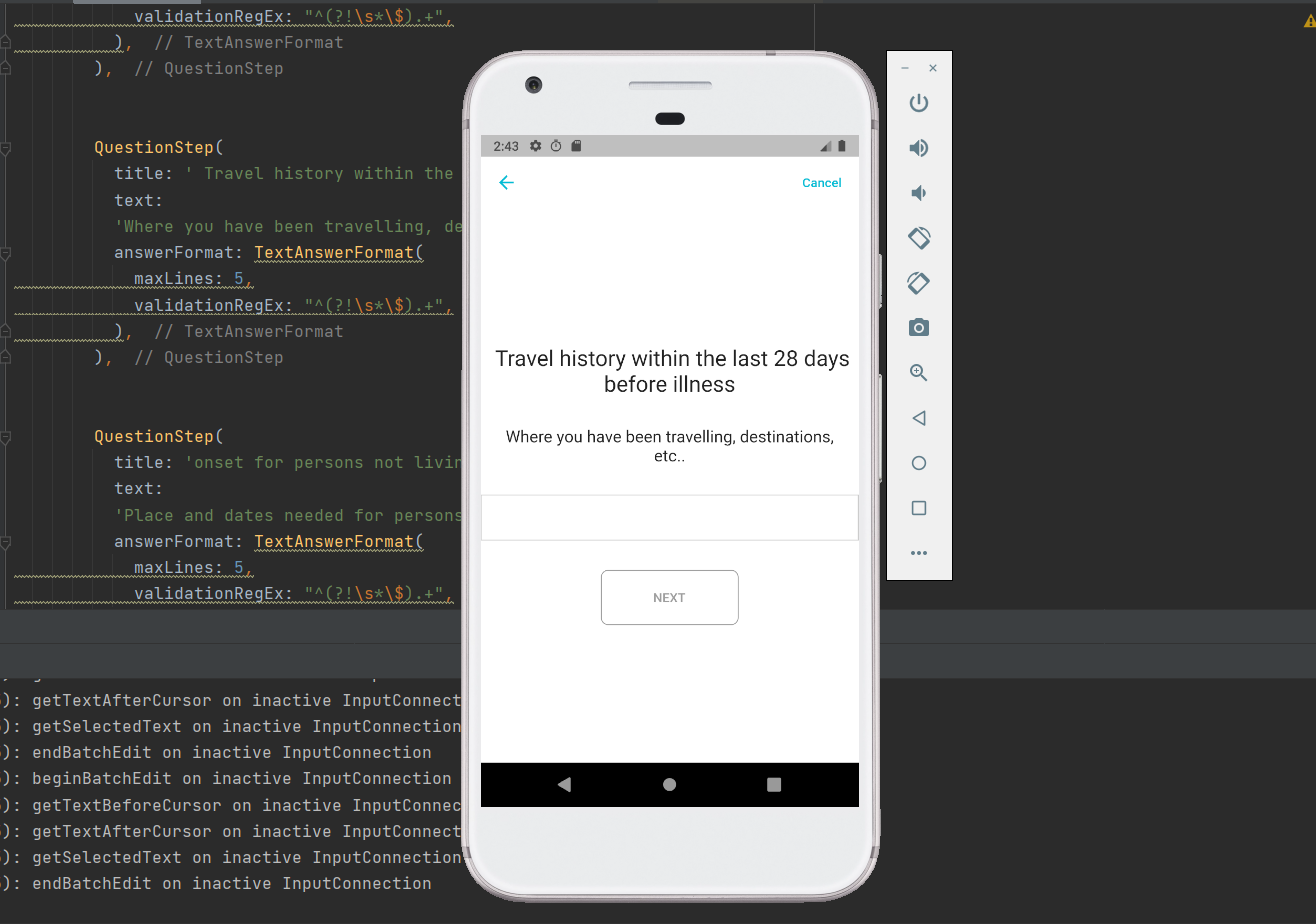 validationRegEx: "^(?!\s*\$).+",
), // TextAnswerFormat
), // QuestionStep
QuestionStep(
title: ' Travel history within the
text:
'Where you have been travelling, de
answerFormat: TextAnswerFormat(
maxLines: 5,
validationRegEx: "^(?!\s*\$).+",
), // TextAnswerFormat
), // QuestionStep
QuestionStep(
title: 'onset for persons not livin
text:
'Place and dates needed for persons
answerFormat: TextAnswerFormat(
maxLines: 5,
validationRegEx: "^(?!\s*\$).+",
): getTextAfterCursor on inactive InputConnect
): getSelectedText on inactive InputConnection
): endBatchEdit on inactive InputConnection
): beginBatchEdit on inactive InputConnection
): getTextBeforeCursor on inactive InputConnec
): getTextAfterCursor on inactive InputConnect
): getSelectedText on inactive InputConnection
): endBatchEdit on inactive InputConnection
2:43
Cancel
Travel history within the last 28 days
before illness
Where you have been travelling, destinations,
etc..
NEXT